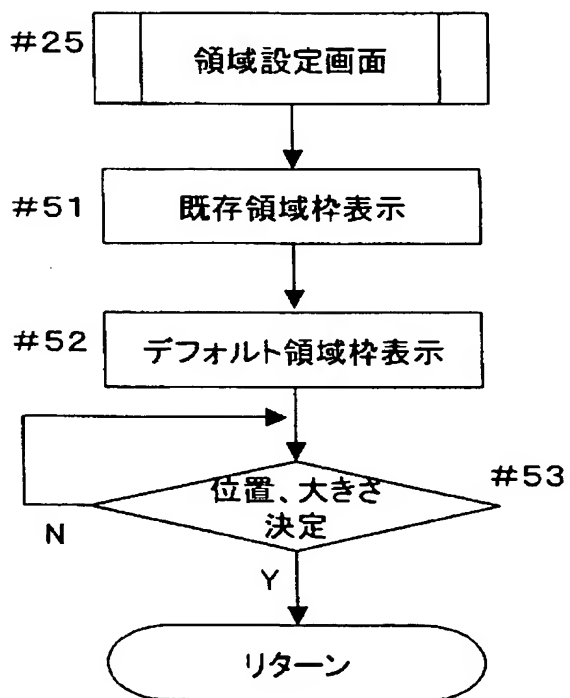 #25
領域設定画面
#51
既存領域枠表示
#52
デフォルト領域枠表示
位置、大きさ
決定
#53
N
Y
リターン